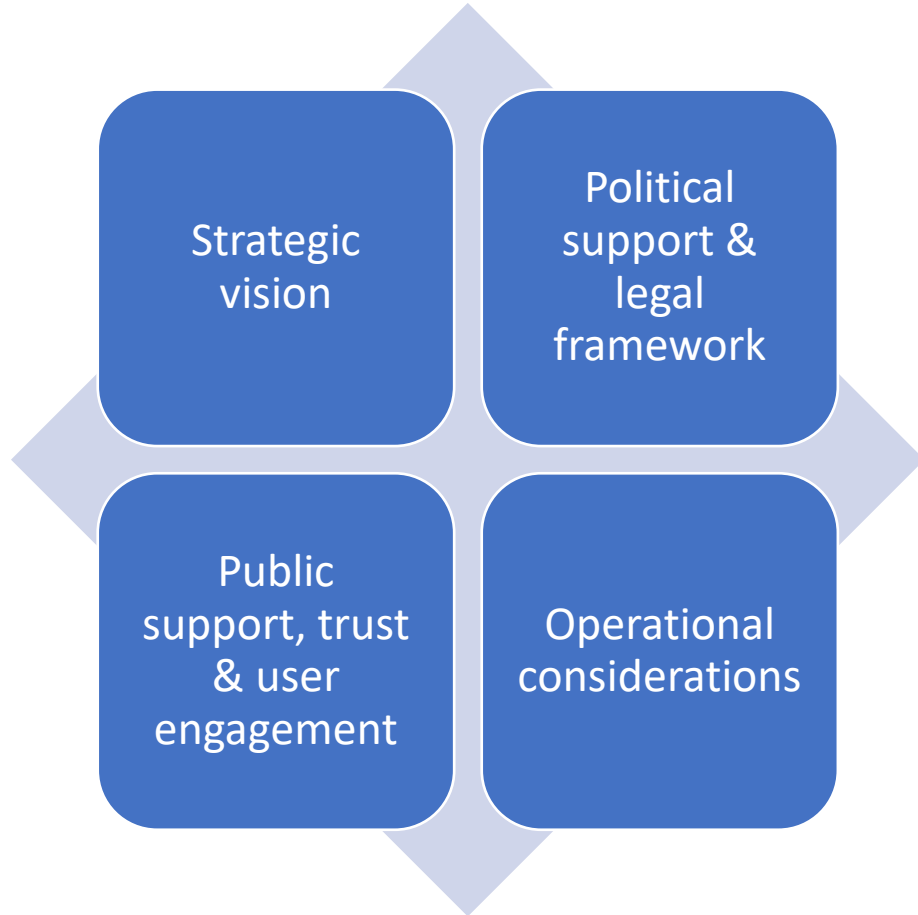 Strategic
vision
Political
support &
legal
framework
Public
support, trust
& user
engagement
Operational
considerations